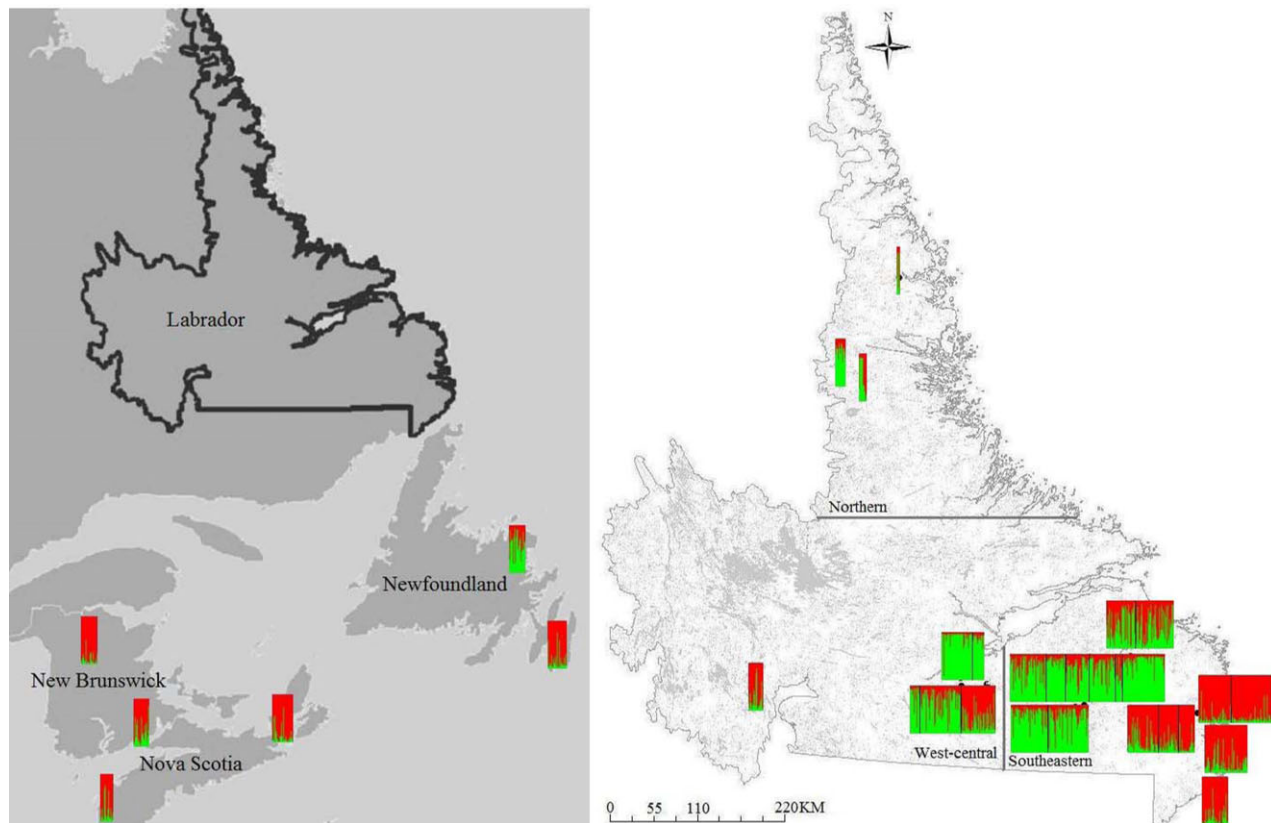 Labrador
Newfoundland
New Brunswick
Nova Scotia
N
Northern
West-central
Southeastern
0 55 110 220KM